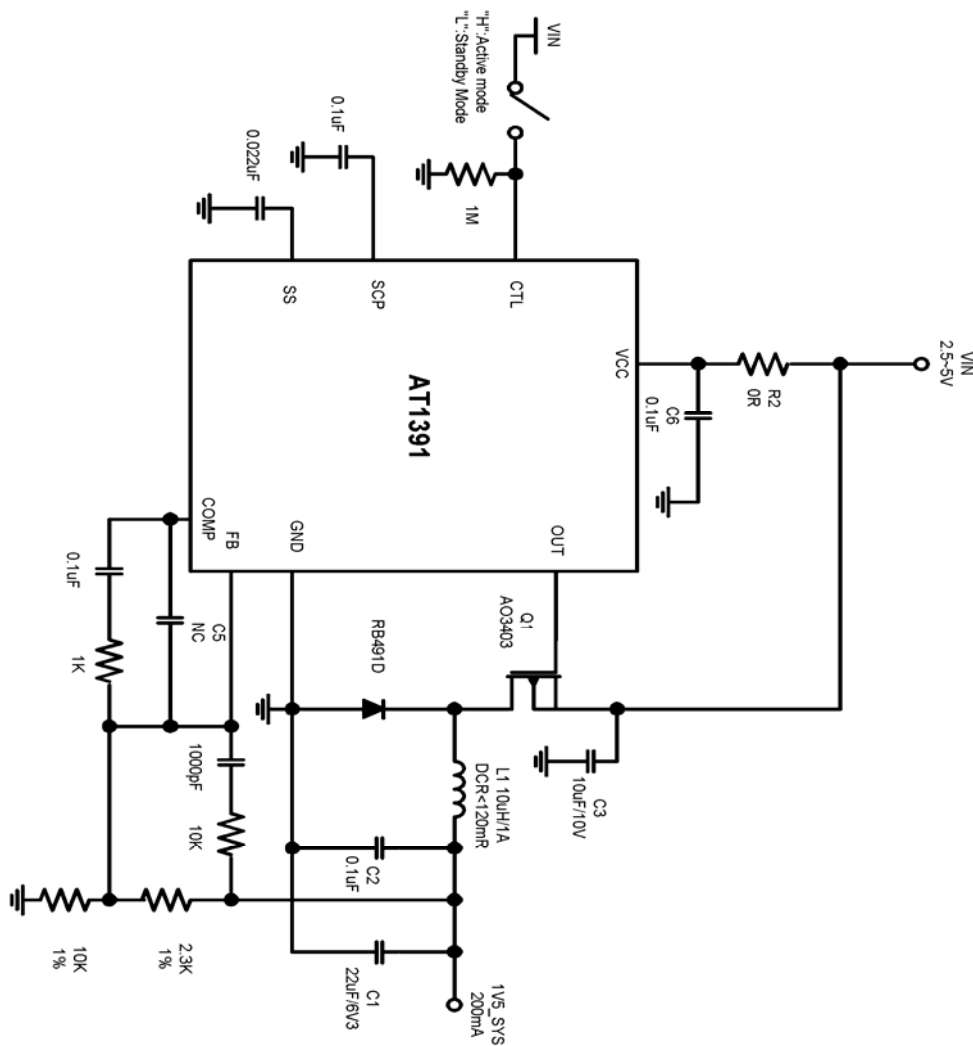 VIN
2.5~5V
R2
0R
C6
0.1uF
VIN
"H":Active mode
"L":Standby Mode
1M
0.1uF
0.022uF
VCC
CTL
SCP
SS
AT1391
OUT
GND
FB
COMP
Q1
AO3403
C3
10uF/10V
RB491D
L1 10uH/1A
DCR<120mR
C2
0.1uF
C1
22uF/6V3
1V5_SYS
200mA
C5
NC
0.1uF
1K
1000pF
10K
2.3K
1%
10K
1%